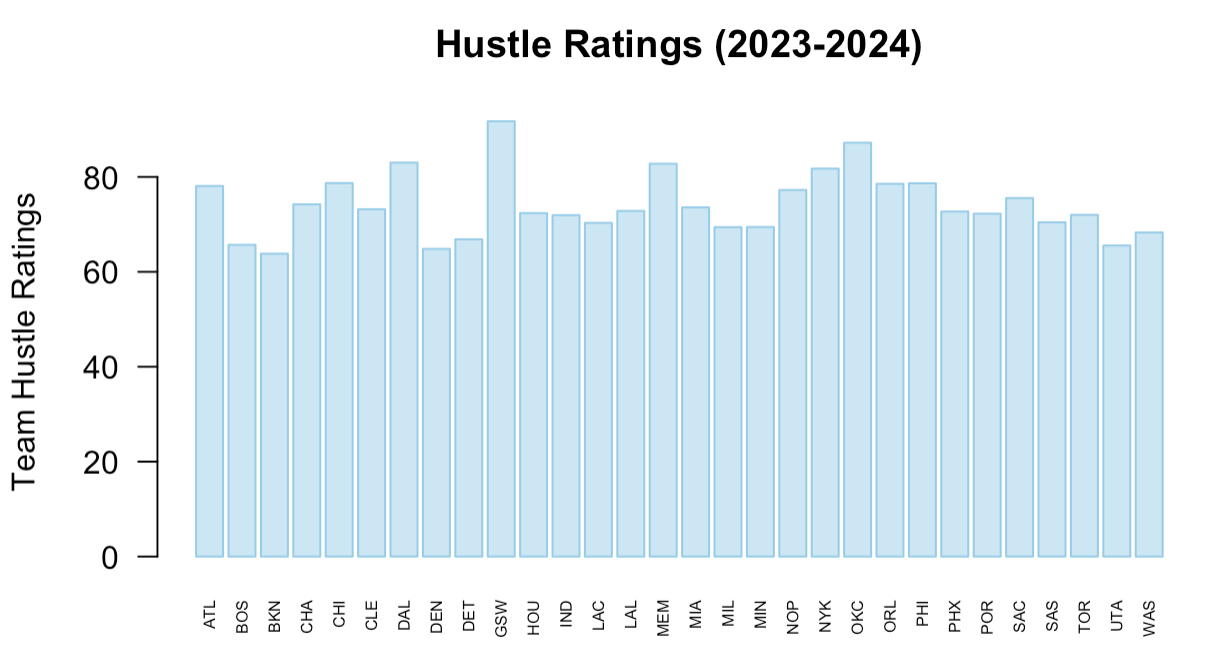 Hustle Ratings (2023-2024)
Team Hustle Ratings
80
60
40
20
0
ATL
BOS
BKN
CHA
CHI
CLE
DAL
DEN
DET
GSW
HOU
IND
LAC
LAL
MEM
MIA
MIL
MIN
NOP
NYK
OKC
ORL
PHI
PHX
POR
SAC
SAS
TOR
UTA
WAS